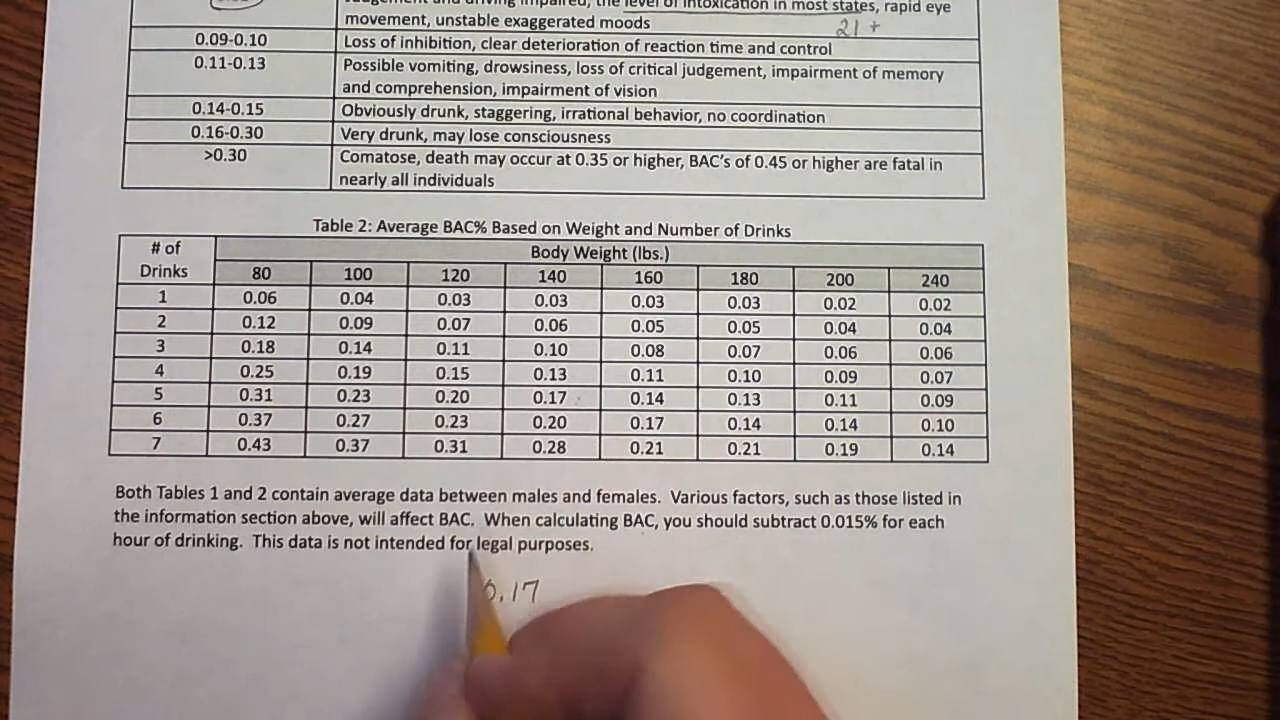 impaired, the level of intoxication in most states, rapid eye
movement, unstable exaggerated moods
21 +
0.09-0.10 Loss of inhibition, clear deterioration of reaction time and control
0.11-0.13 Possible vomiting, drowsiness, loss of critical judgement, impairment of memory
and comprehension, impairment of vision
0.14-0.15 Obviously drunk, staggering, irrational behavior, no coordination
0.16-0.30 Very drunk, may lose consciousness
>0.30 Comatose, death may occur at 0.35 or higher, BAC's of 0.45 or higher are fatal in
nearly all individuals
Table 2: Average BAC% Based on Weight and Number of Drinks
# of Drinks Body Weight (lbs.)
80 100 120 140 160 180 200 240
1 0.06 0.04 0.03 0.03 0.03 0.03 0.02 0.02
2 0.12 0.09 0.07 0.06 0.05 0.05 0.04 0.04
3 0.18 0.14 0.11 0.10 0.08 0.07 0.06 0.06
4 0.25 0.19 0.15 0.13 0.11 0.10 0.09 0.07
5 0.31 0.23 0.20 0.17 0.14 0.13 0.11 0.09
6 0.37 0.27 0.23 0.20 0.17 0.14 0.14 0.10
7 0.43 0.37 0.31 0.28 0.21 0.21 0.19 0.14
Both Tables 1 and 2 contain average data between males and females. Various factors, such as those listed in
the information section above, will affect BAC. When calculating BAC, you should subtract 0.015% for each
hour of drinking. This data is not intended for legal purposes.
0.17